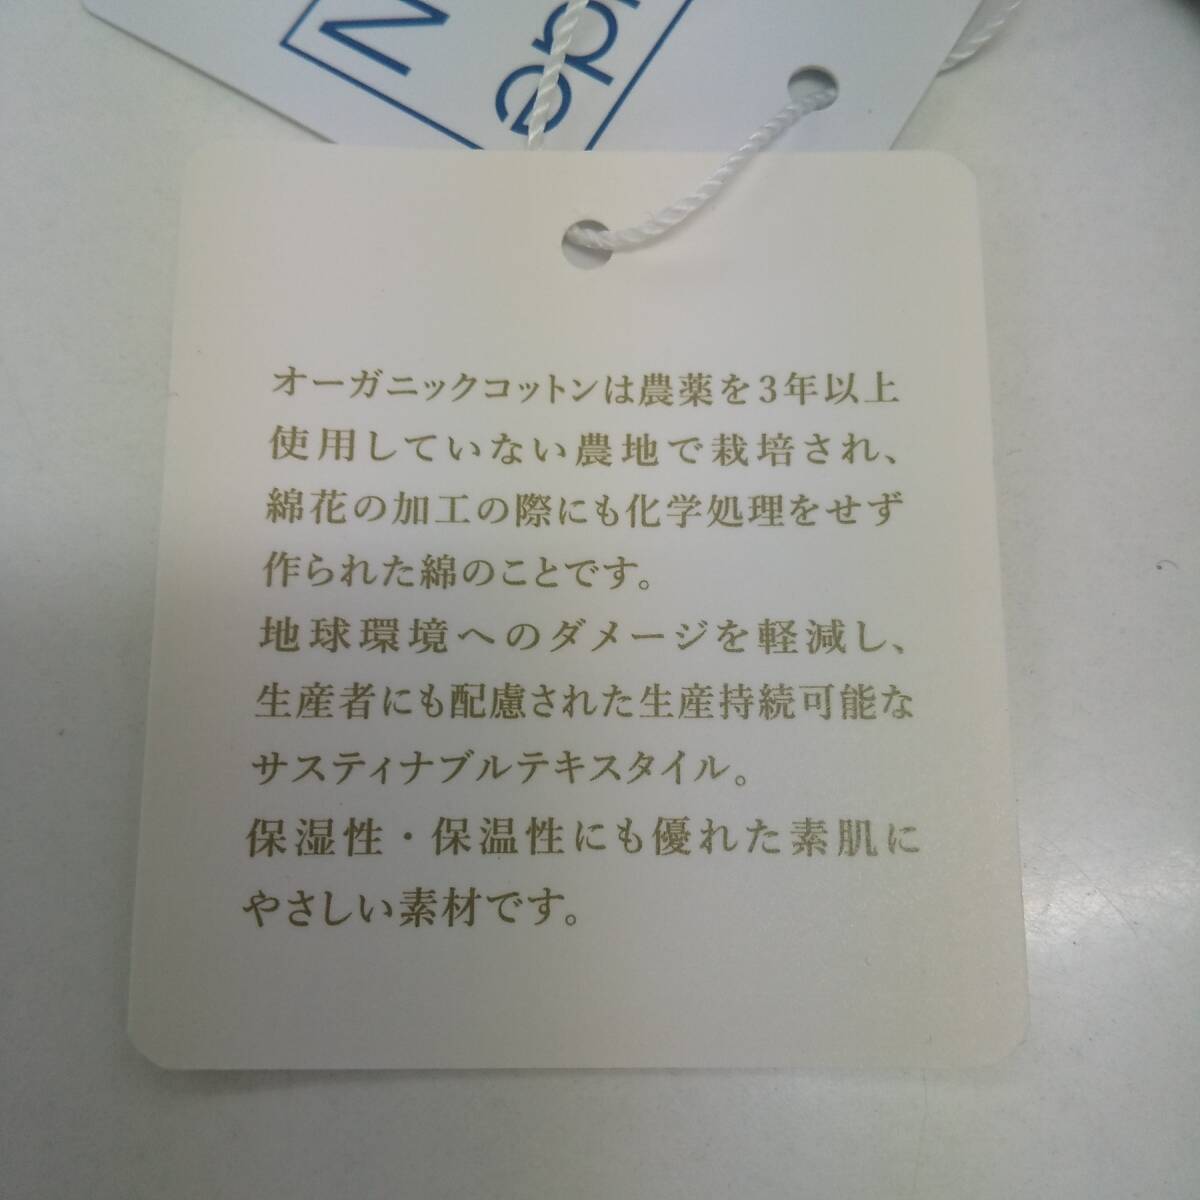 N
de
オーガニックコットンは農薬を3年以上
使用していない農地で栽培され、
綿花の加工の際にも化学処理をせず
作られた綿のことです。
地球環境へのダメージを軽減し、
生産者にも配慮された生産持続可能な
サスティナブルテキスタイル。
保湿性・保温性にも優れた素肌に
やさしい素材です。